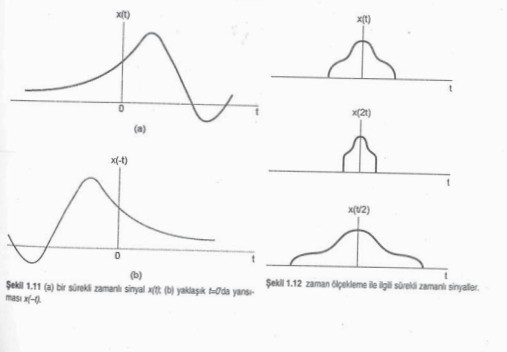 x(t)
0
t
(a)
x(-t)
0
t
(b)
Şekil 1.11 (a) bir sürekli zamanlı sinyal x(t); (b) yaklaşık t=0'da yansı-
ması x(-t).
x(t)
t
x(2t)
t
x(t/2)
t
Şekil 1.12 zaman ölçekleme ile ilgili sürekli zamanlı sinyaller.